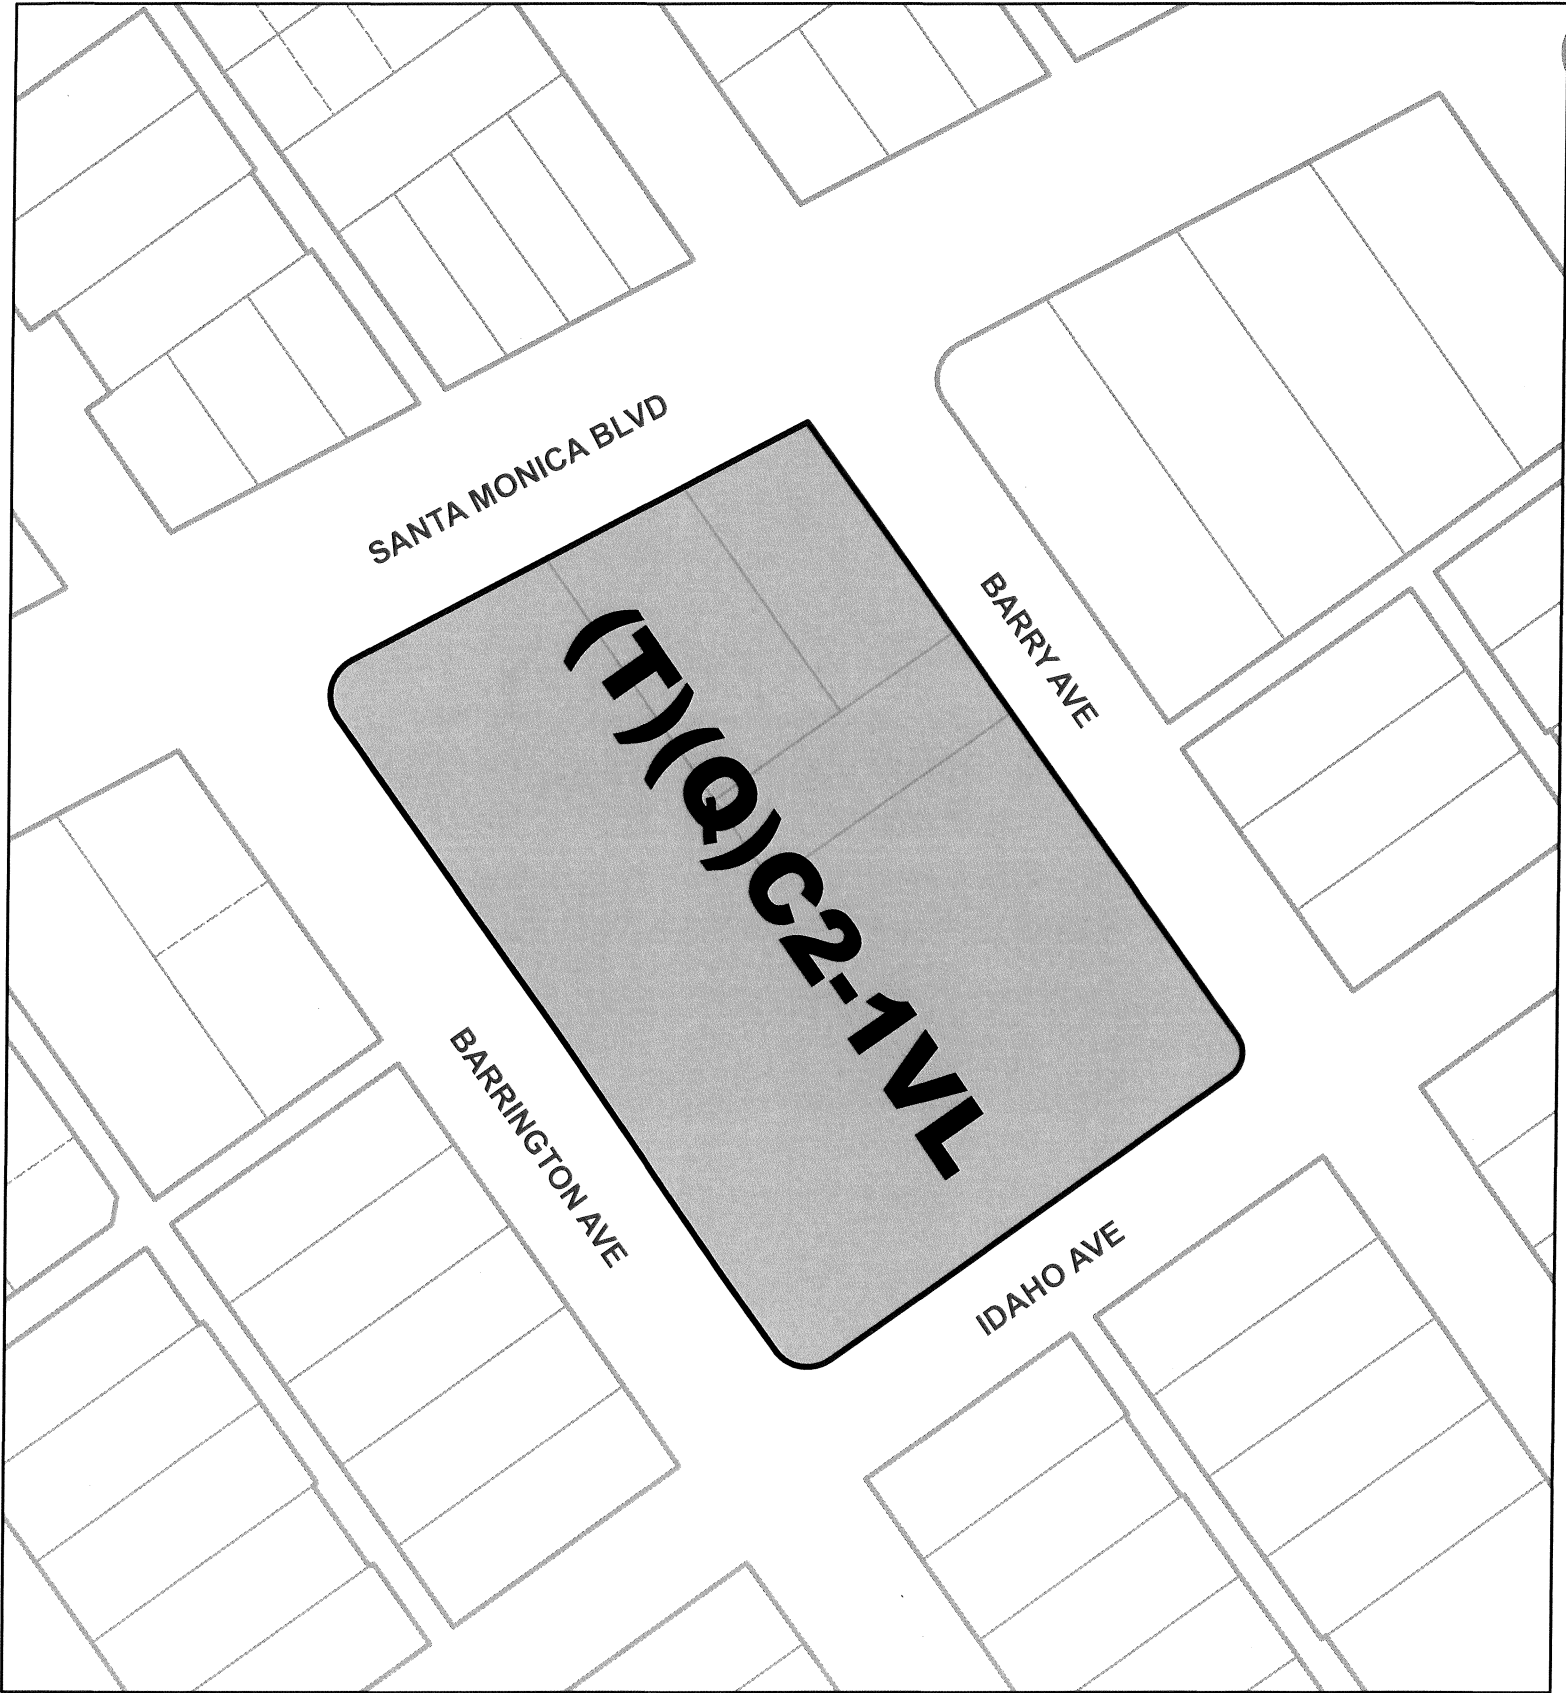 SANTA MONICA BLVD
BARRY AVE
(T)(Q)C2-1VL
BARRINGTON AVE
IDAHO AVE